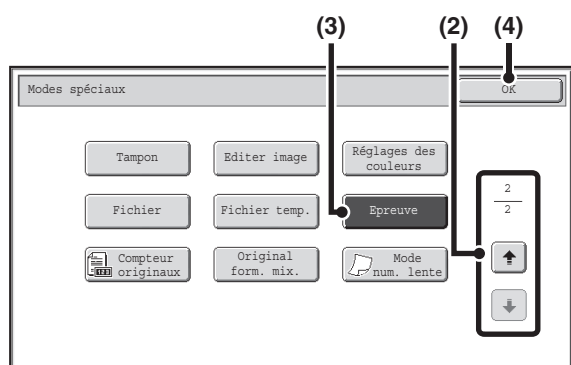 (3) (2) (4)
Modes spéciaux OK
Tampon Editer image Réglages des
couleurs
2
2
Fichier Fichier temp. Epreuve
Compteur
originaux
Original
form. mix.
Mode
num. lente